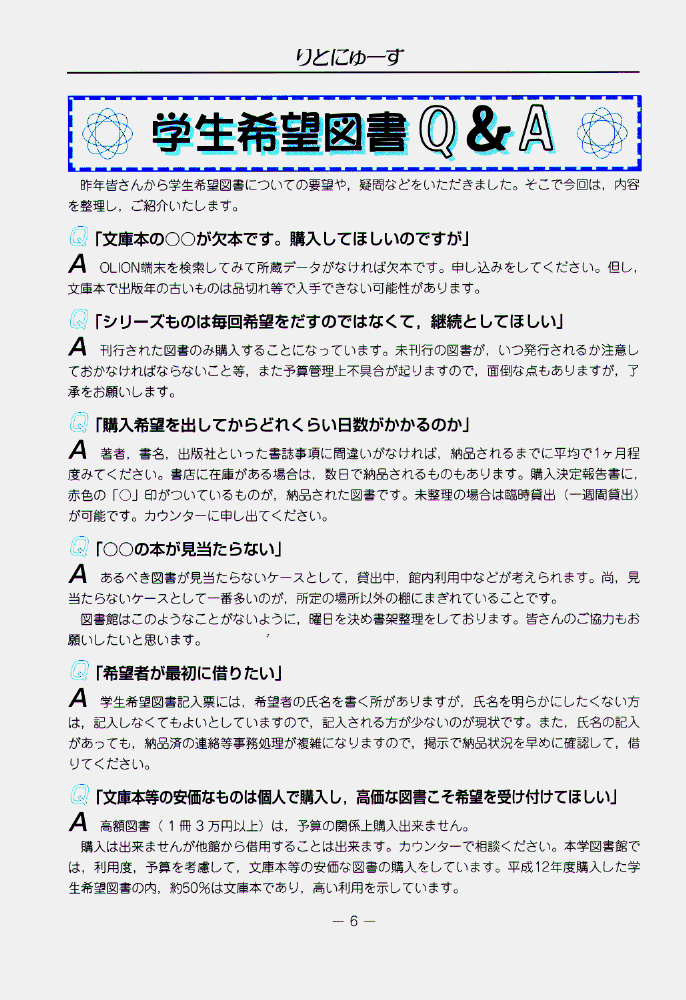 りとにゅーす
学生希望図書Q&A
昨年皆さんから学生希望図書についての要望や，疑問などをいただきました。そこで今回は，内容
を整理し，ご紹介いたします。
Q「文庫本の○○が欠本です。購入してほしいのですが」
A　OLION端末を検索してみて所蔵データがなければ欠本です。申し込みをしてください。但し，
文庫本で出版年の古いものは品切れ等で入手できない可能性があります。
Q「シリーズものは毎回希望をだすのではなくて，継続としてほしい」
A　刊行された図書のみ購入することになっています。未刊行の図書が，いつ発行されるか注意し
ておかなければならないこと等，また予算管理上不具合が起りますので，面倒な点もありますが，了
承をお願いします。
Q「購入希望を出してからどれくらい日数がかかるのか」
A　著者，書名，出版社といった書誌事項に間違いがなければ，納品されるまでに平均で1ヶ月程
度みてください。書店に在庫がある場合は，数日で納品されるものもあります。購入決定報告書に，
赤色の「○」印がついているものが，納品された図書です。未整理の場合は臨時貸出（一週間貸出）
が可能です。カウンターに申し出てください。
Q「○○の本が見当たらない」
A　あるべき図書が見当たらないケースとして，貸出中，館内利用中などが考えられます。尚，見
当たらないケースとして一番多いのが，所定の場所以外の棚にまぎれていることです。
図書館はこのようなことがないように，曜日を決め書架整理をしております。皆さんのご協力もお
願いしたいと思います。
Q「希望者が最初に借りたい」
A　学生希望図書記入票には，希望者の氏名を書く所がありますが，氏名を明らかにしたくない方
は，記入しなくてもよいとしていますので，記入される方が少ないのが現状です。また，氏名の記入
があっても，納品済の連絡等事務処理が複雑になりますので，掲示で納品状況を早めに確認して，借
りてください。
Q「文庫本等の安価なものは個人で購入し，高価な図書こそ希望を受け付けてほしい」
A　高額図書（1冊3万円以上）は，予算の関係上購入出来ません。
購入は出来ませんが他館から借用することは出来ます。カウンターで相談ください。本学図書館で
は，利用度，予算を考慮して，文庫本等の安価な図書の購入をしています。平成12年度購入した学
生希望図書の内，約50%は文庫本であり，高い利用を示しています。
— 6 —